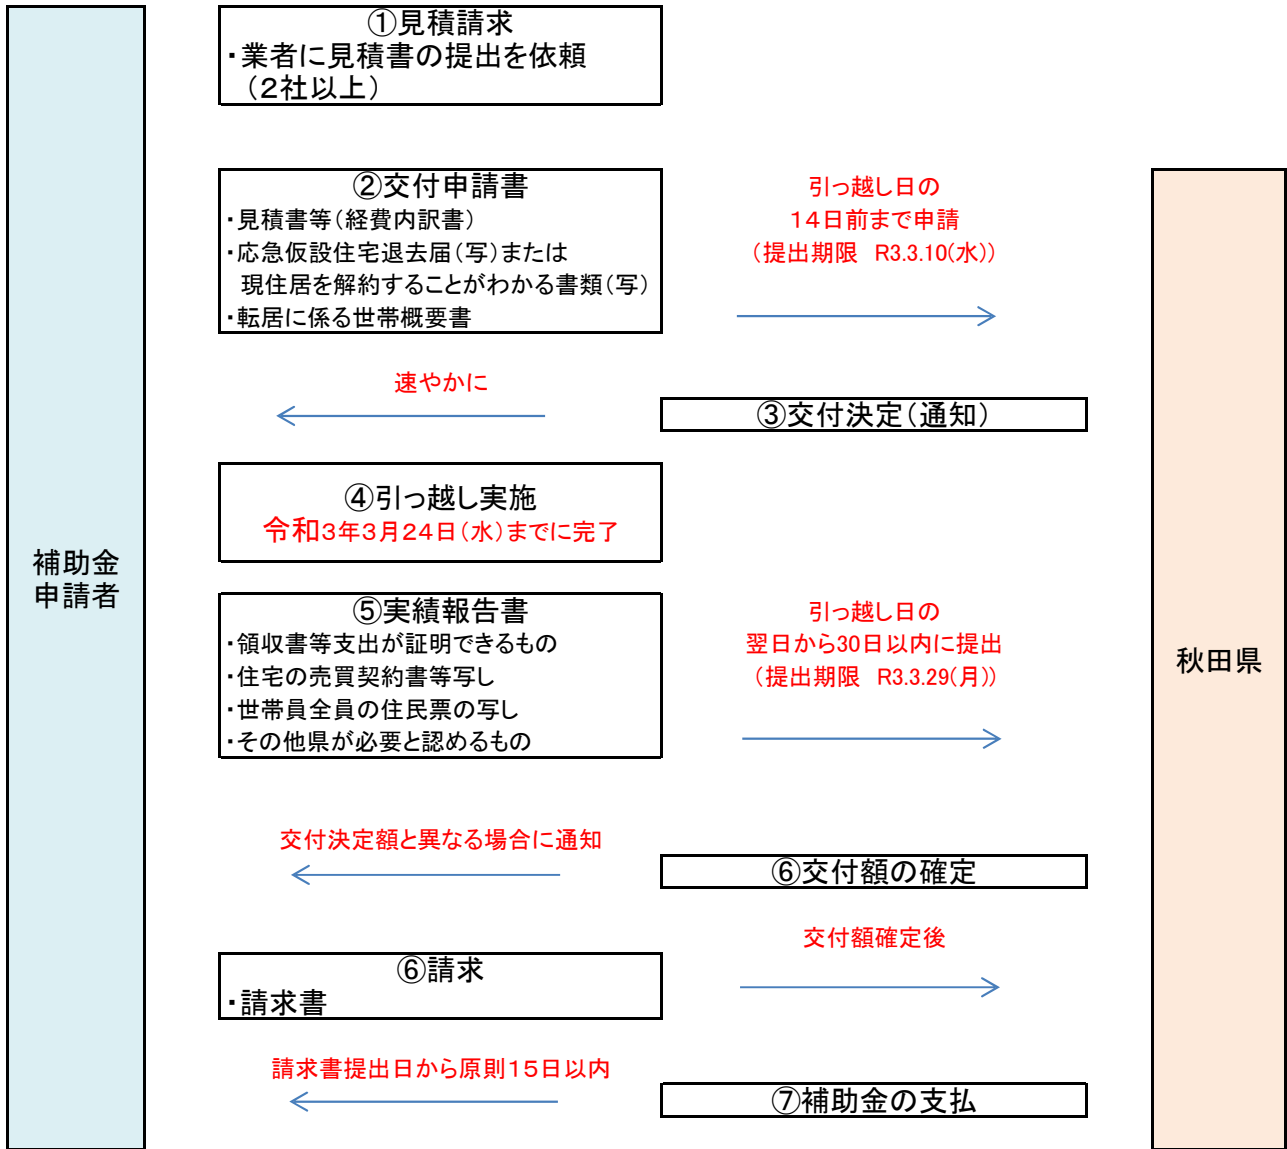 ①見積請求
・業者に見積書の提出を依頼
（２社以上）
②交付申請書
・見積書等（経費内訳書）
・応急仮設住宅退去届（写）または
現住居を解約することがわかる書類（写）
・転居に係る世帯概要書
引っ越し日の
１４日前まで申請
（提出期限　R3.3.10(水)）
速やかに
③交付決定（通知）
④引っ越し実施
令和3年３月２４日（水）までに完了
補助金
申請者
⑤実績報告書
・領収書等支出が証明できるもの
・住宅の売買契約書等写し
・世帯員全員の住民票の写し
・その他県が必要と認めるもの
引っ越し日の
翌日から30日以内に提出
（提出期限　R3.3.29(月)）
秋田県
交付決定額と異なる場合に通知
⑥交付額の確定
交付額確定後
⑥請求
・請求書
請求書提出日から原則１５日以内
⑦補助金の支払